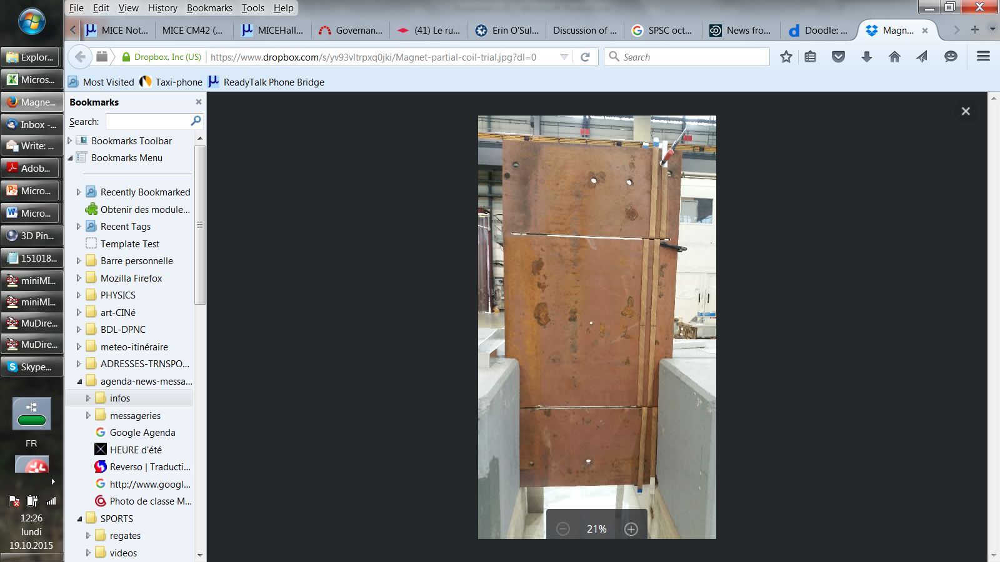 File Edit View History Bookmarks Tools Help
MICE Not... MICE CM42 (... MICEHall... Governan... (41) Le ru... Erin O'Sul... Discussion of ... SPSC oct... News fro... Doodle: ... Magn...
Dropbox, Inc (US) https://www.dropbox.com/s/yv93vltrpxq0jki/Magnet-partial-coil-trial.jpg?dl=0 Search
Most Visited Taxi-phone ReadyTalk Phone Bridge
Bookmarks
Search:
Bookmarks Toolbar
Bookmarks Menu
Recently Bookmarked
Obtenir des module...
Recent Tags
Template Test
Barre personnelle
Mozilla Firefox
PHYSICS
art-CINé
BDL-DPNC
meteo-itinéraire
ADRESSES-TRNSPO...
agenda-news-messa...
infos
messageries
Google Agenda
HEURE d'été
Reverso | Traducti...
http://www.googl...
Photo de classe M...
SPORTS
regates
videos
Explor...
Micros...
Magne...
Inbox -...
Write: ...
Adob...
Micro...
Micro...
3D Pin...
151018...
miniMI...
miniMI...
MuDire...
MuDire...
Skype...
FR
12:26
lundi
19.10.2015
21%